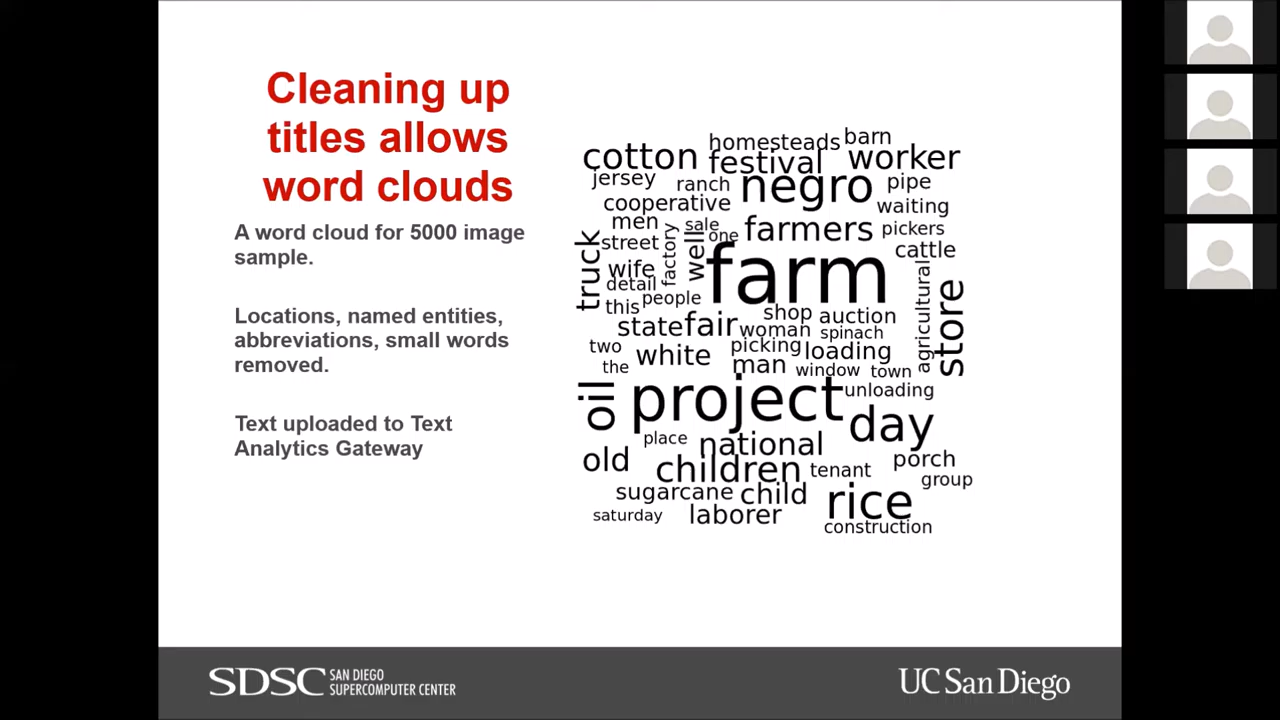 Cleaning up
titles allows
word clouds
A word cloud for 5000 image
sample.
Locations, named entities,
abbreviations, small words
removed.
Text uploaded to Text
Analytics Gateway
homesteads barn
cotton festival worker
jersey ranch negro pipe
cooperative waiting
men sale farmers pickers
street factory well one cattle
truck wife farm
detail agricultural
this people store
shop auction
state fair woman spinach
two white picking loading
the man window town
oil project unloading
day
place national
old children tenant porch
group
sugarcane child rice
saturday laborer construction
SDSC SAN DIEGO
SUPERCOMPUTER CENTER
UC San Diego